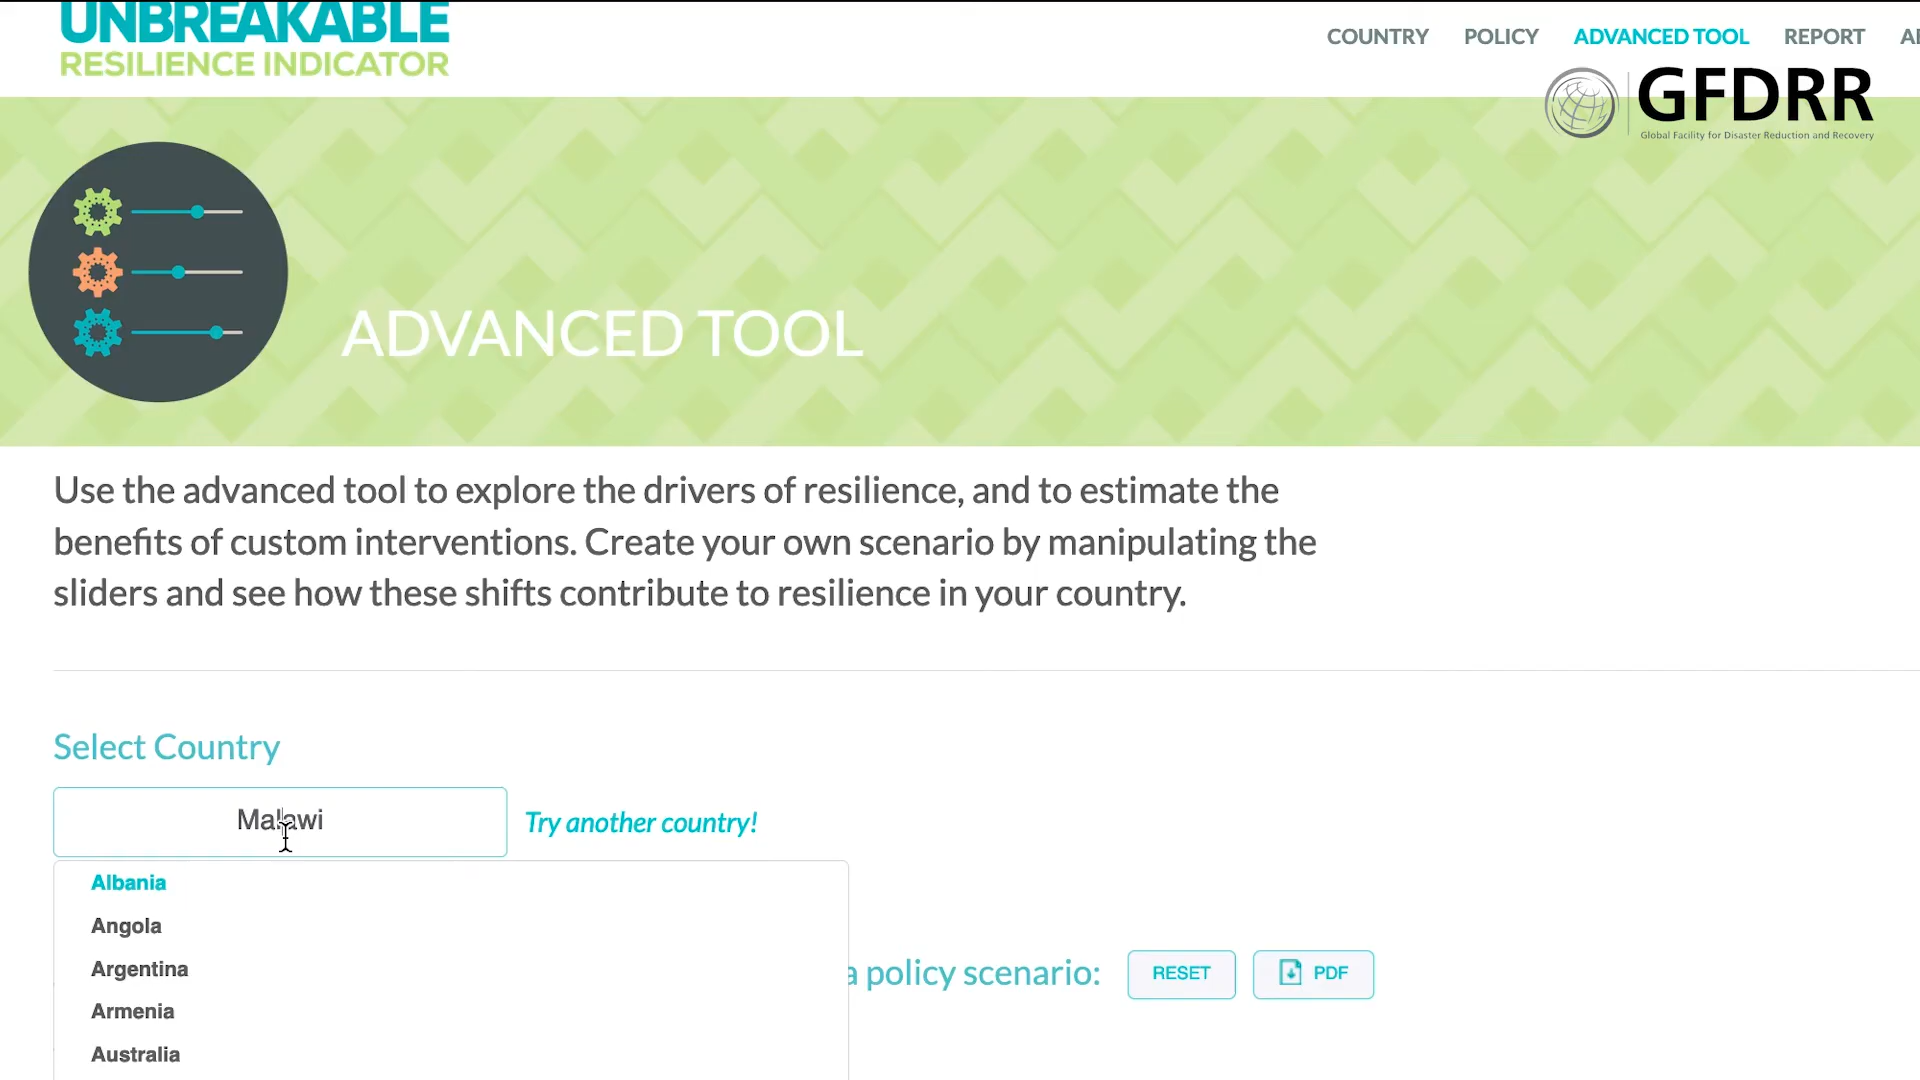 UNBREAKABLE
RESILIENCE INDICATOR
COUNTRY POLICY ADVANCED TOOL REPORT
GFDRR
Global Facility for Disaster Reduction and Recovery
ADVANCED TOOL
Use the advanced tool to explore the drivers of resilience, and to estimate the
benefits of custom interventions. Create your own scenario by manipulating the
sliders and see how these shifts contribute to resilience in your country.
Select Country
Malawi
Try another country!
Albania
Angola
Argentina
Armenia
Australia
a policy scenario:
RESET
PDF